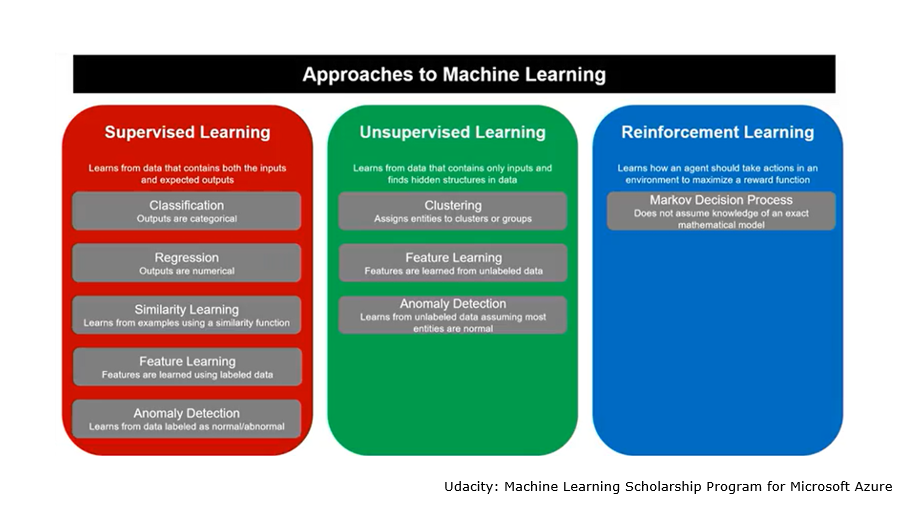 Approaches to Machine Learning
Supervised Learning
Learns from data that contains both the inputs
and expected outputs
Classification
Outputs are categorical
Regression
Outputs are numerical
Similarity Learning
Learns from examples using a similarity function
Feature Learning
Features are learned using labeled data
Anomaly Detection
Learns from data labeled as normal/abnormal
Unsupervised Learning
Learns from data that contains only inputs and
finds hidden structures in data
Clustering
Assigns entities to clusters or groups
Feature Learning
Features are learned from unlabeled data
Anomaly Detection
Learns from unlabeled data assuming most
entities are normal
Reinforcement Learning
Learns how an agent should take actions in an
environment to maximize a reward function
Markov Decision Process
Does not assume knowledge of an exact
mathematical model
Udacity: Machine Learning Scholarship Program for Microsoft Azure